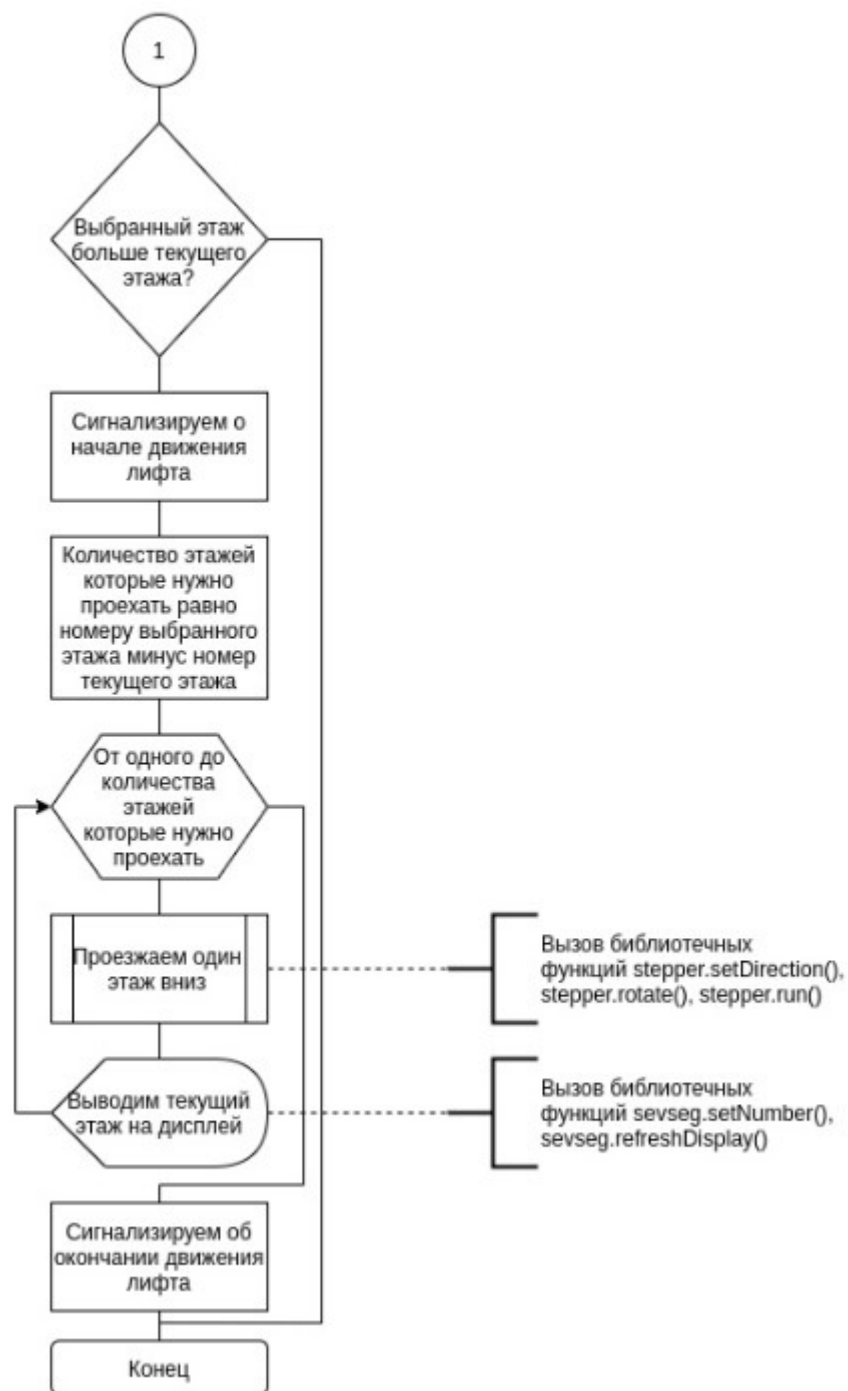 1
Выбранный этаж
больше текущего
этажа?
Сигнализируем о
начале движения
лифта
Количество этажей
которые нужно
проехать равно
номеру выбранного
этажа минус номер
текущего этажа
От одного до
количества
этажей
которые нужно
проехать
Проезжаем один
этаж вниз
Вызов библиотечных
функций stepper.setDirection(),
stepper.rotate(), stepper.run()
Выводим текущий
этаж на дисплей
Вызов библиотечных
функций sevseg.setNumber(),
sevseg.refreshDisplay()
Сигнализируем об
окончании движения
лифта
Конец